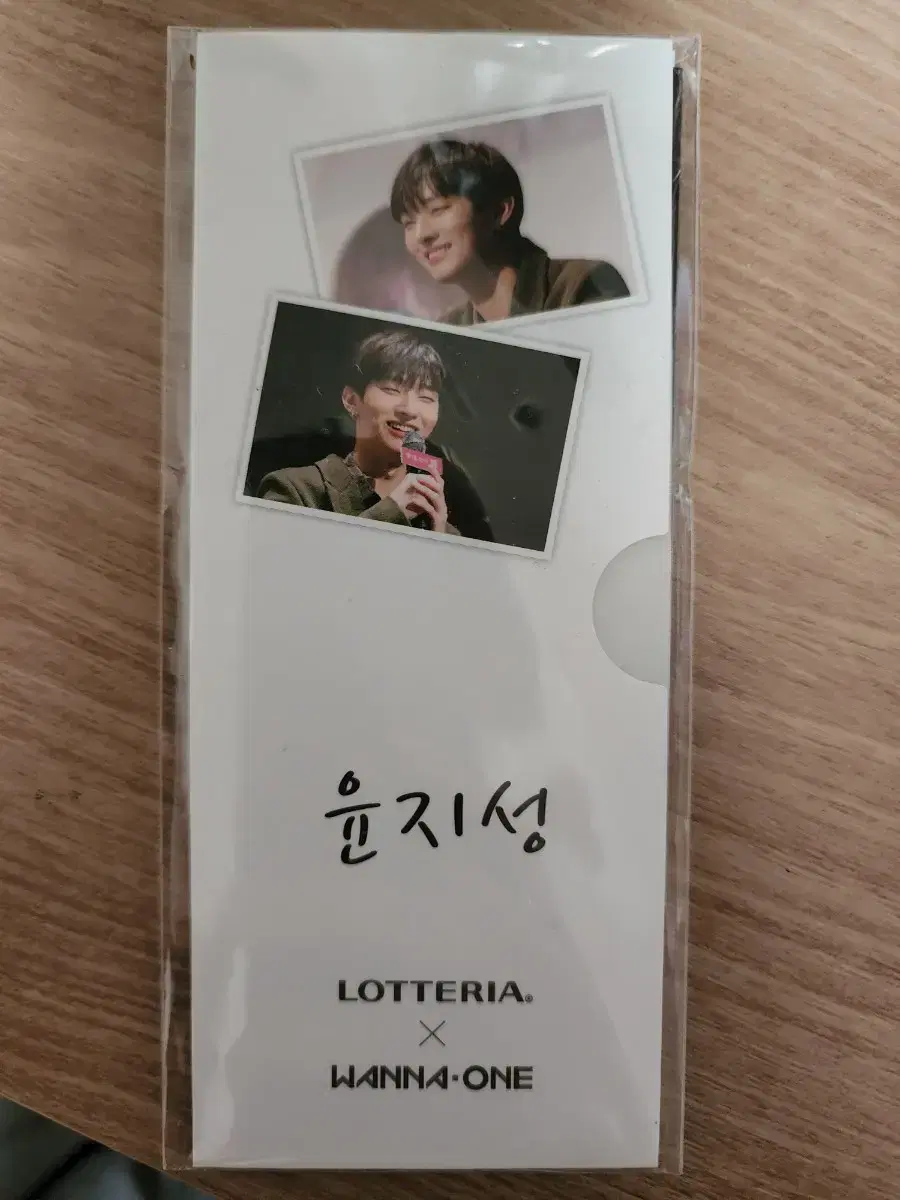 윤지성
LOTTERIA®
×
WANNA·ONE